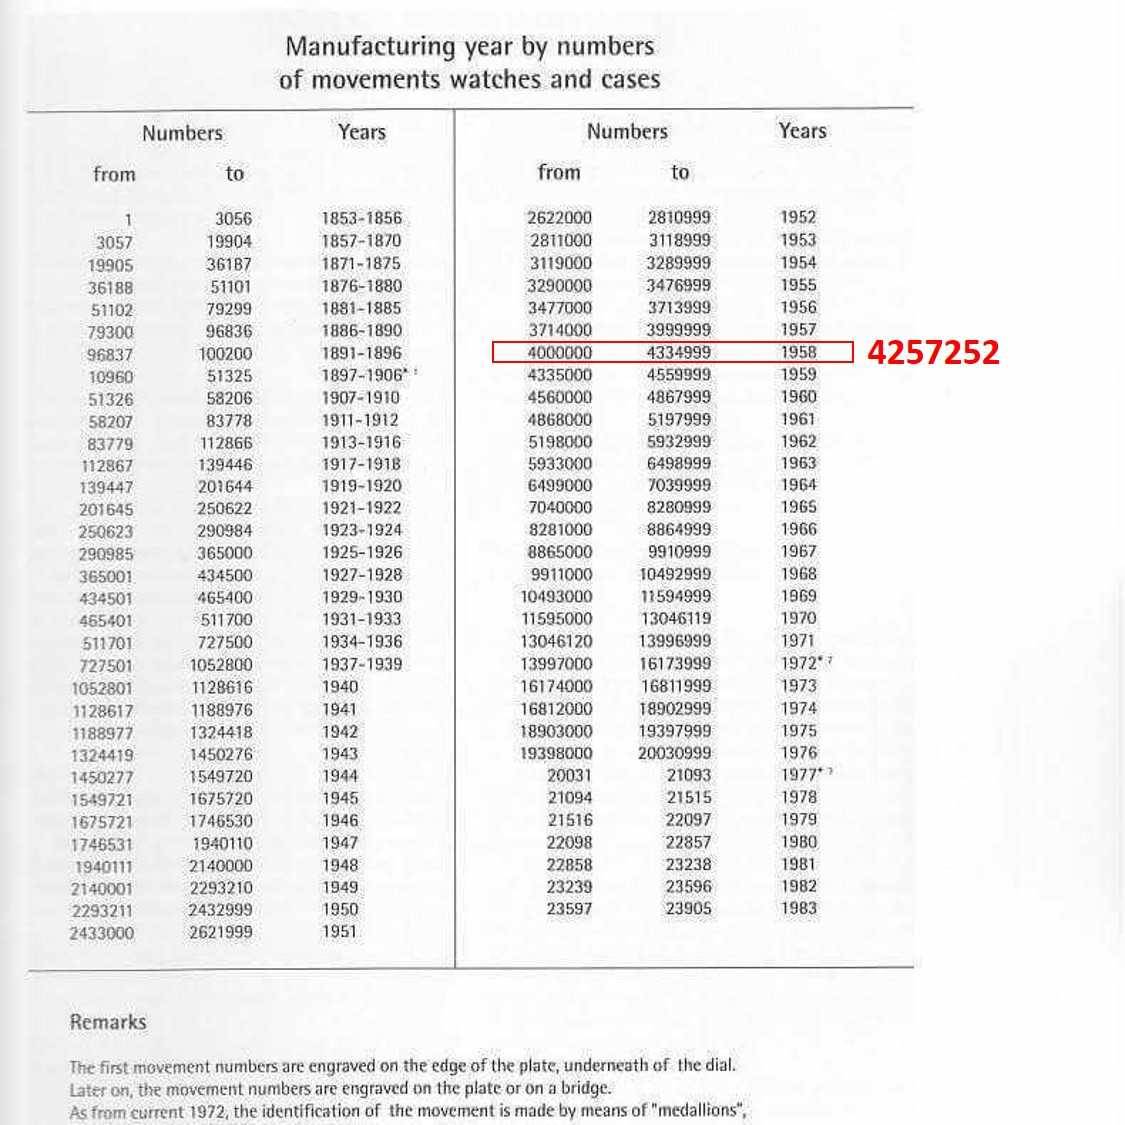 Manufacturing year by numbers
of movements watches and cases
Numbers Years
from to
1 3056 1853-1856
3057 19904 1857-1870
19905 36187 1871-1875
36188 51101 1876-1880
51102 79299 1881-1885
79300 96836 1886-1890
96837 100200 1891-1896
10960 51325 1897-1906*
51326 58206 1907-1910
58207 83778 1911-1912
83779 112866 1913-1916
112867 139446 1917-1918
139447 201644 1919-1920
201645 250622 1921-1922
250623 290984 1923-1924
290985 365000 1925-1926
365001 434500 1927-1928
434501 465400 1929-1930
465401 511700 1931-1933
511701 727500 1934-1936
727501 1052800 1937-1939
1052801 1128616 1940
1128617 1188976 1941
1188977 1324418 1942
1324419 1450276 1943
1450277 1549720 1944
1549721 1675720 1945
1675721 1746530 1946
1746531 1940110 1947
1940111 2140000 1948
2140001 2293210 1949
2293211 2432999 1950
2433000 2621999 1951
Numbers Years
from to
2622000 2810999 1952
2811000 3118999 1953
3119000 3289999 1954
3290000 3476999 1955
3477000 3713999 1956
3714000 3999999 1957
4000000 4334999 1958 4257252
4335000 4559999 1959
4560000 4867999 1960
4868000 5197999 1961
5198000 5932999 1962
5933000 6498999 1963
6499000 7039999 1964
7040000 8280999 1965
8281000 8864999 1966
8865000 9910999 1967
9911000 10492999 1968
10493000 11594999 1969
11595000 13046119 1970
13046120 13996999 1971
13997000 16173999 1972*
16174000 16811999 1973
16812000 18902999 1974
18903000 19397999 1975
19398000 20030999 1976
20031 21093 1977*
21094 21515 1978
21516 22097 1979
22098 22857 1980
22858 23238 1981
23239 23596 1982
23597 23905 1983
Remarks
The first movement numbers are engraved on the edge of the plate, underneath of the dial.
Later on, the movement numbers are engraved on the plate or on a bridge.
As from current 1972, the identification of the movement is made by means of "medallions",